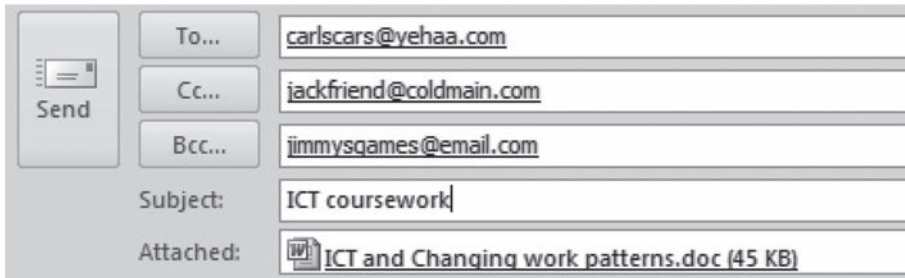 To... carlscars@yehaa.com
Cc... jackfriend@coldmain.com
Send
Bcc... jimmysgames@email.com
Subject: ICT coursework
Attached: ICT and Changing work patterns.doc (45 KB)